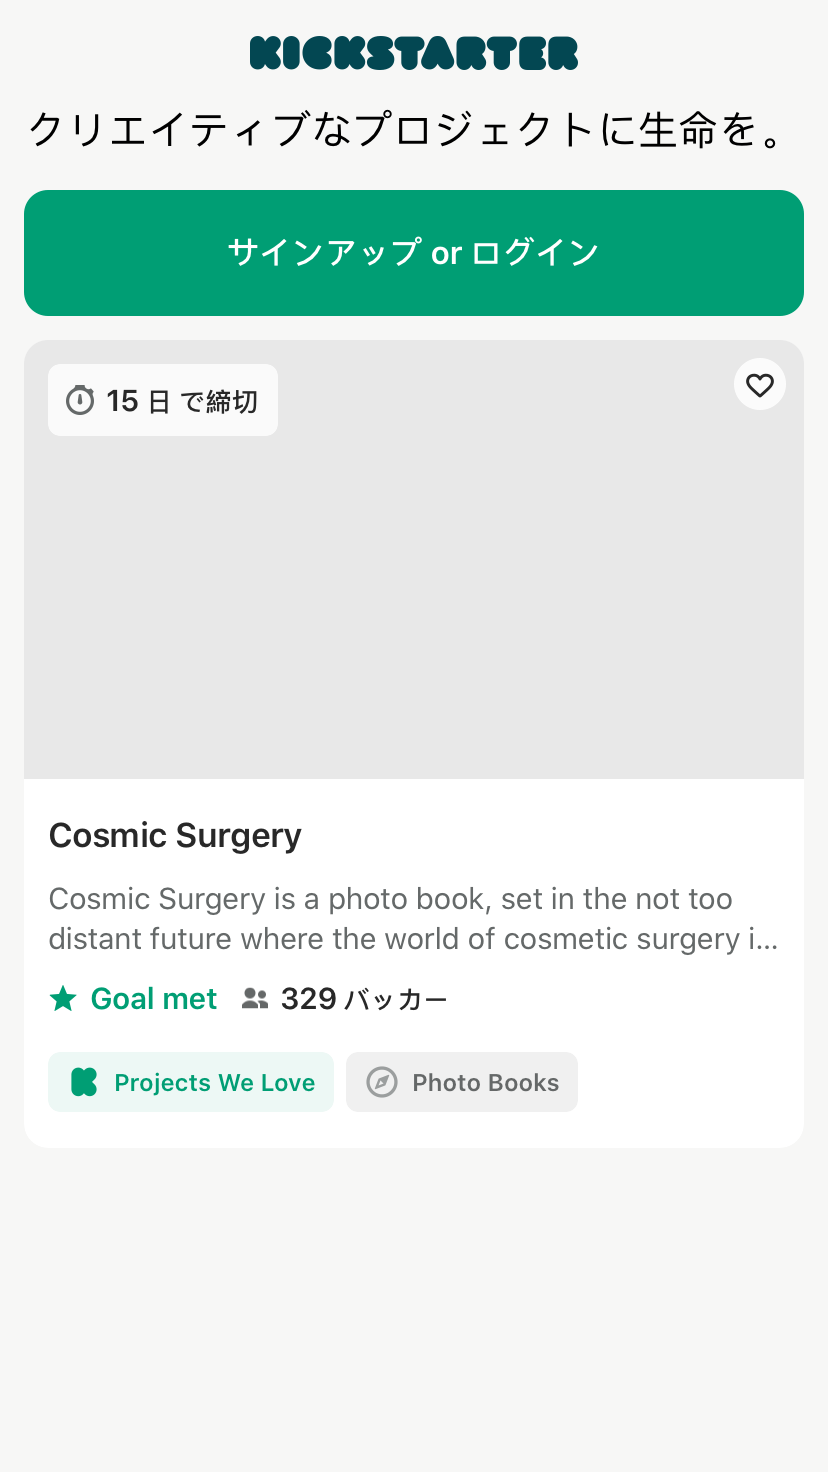 KICKSTARTER
クリエイティブなプロジェクトに生命を。
サインアップ or ログイン
15 日 で締切
Cosmic Surgery
Cosmic Surgery is a photo book, set in the not too
distant future where the world of cosmetic surgery i...
Goal met 329 バッカー
Projects We Love Photo Books